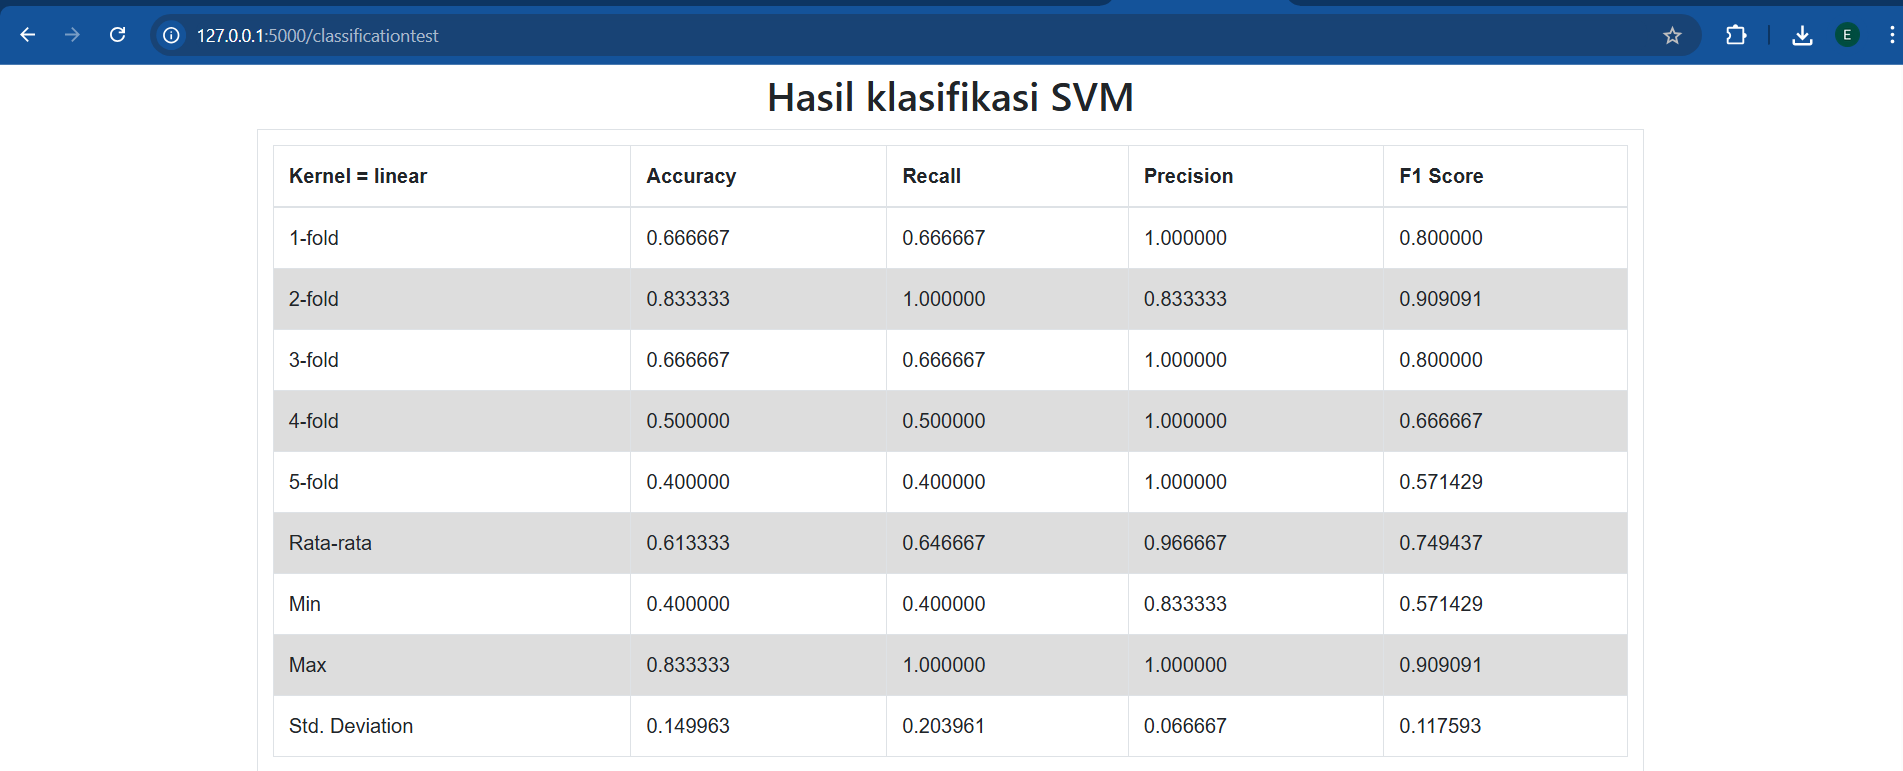 127.0.0.1:5000/classificationtest
E
Hasil klasifikasi SVM
Kernel = linear Accuracy Recall Precision F1 Score
1-fold 0.666667 0.666667 1.000000 0.800000
2-fold 0.833333 1.000000 0.833333 0.909091
3-fold 0.666667 0.666667 1.000000 0.800000
4-fold 0.500000 0.500000 1.000000 0.666667
5-fold 0.400000 0.400000 1.000000 0.571429
Rata-rata 0.613333 0.646667 0.966667 0.749437
Min 0.400000 0.400000 0.833333 0.571429
Max 0.833333 1.000000 1.000000 0.909091
Std. Deviation 0.149963 0.203961 0.066667 0.117593